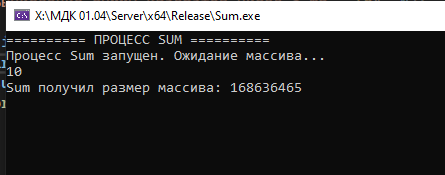 X:\МДК 01.04\Server\x64\Release\Sum.exe
========== ПРОЦЕСС SUM ==========
Процесс Sum запущен. Ожидание массива...
10
Sum получил размер массива: 168636465